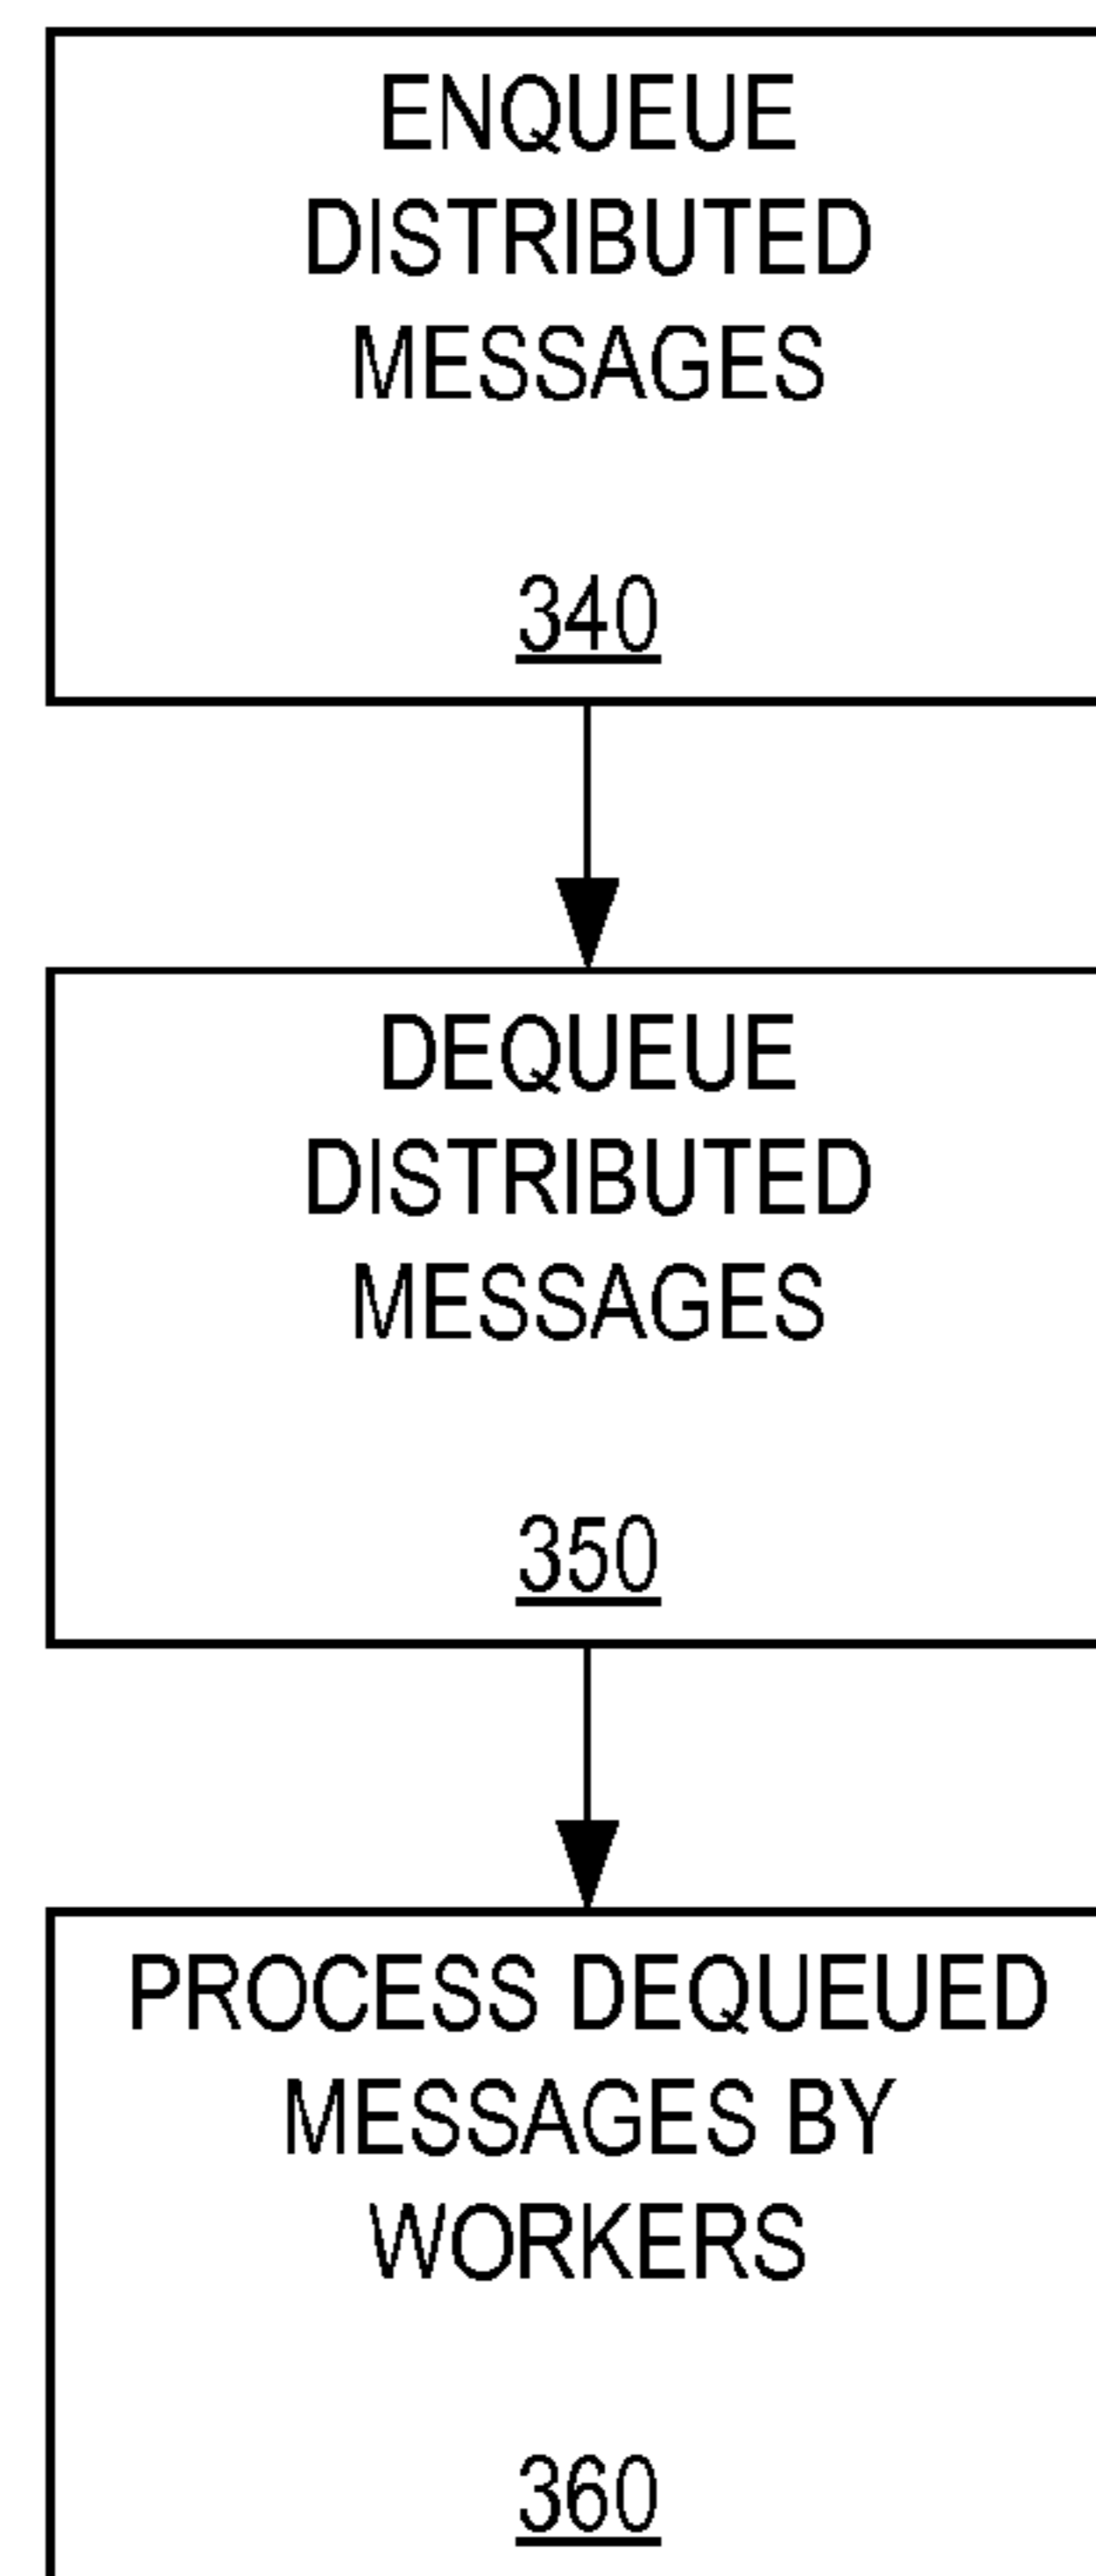 ENQUEUE
DISTRIBUTED
MESSAGES
340
DEQUEUE
DISTRIBUTED
MESSAGES
350
PROCESS DEQUEUED
MESSAGES BY
WORKERS
360